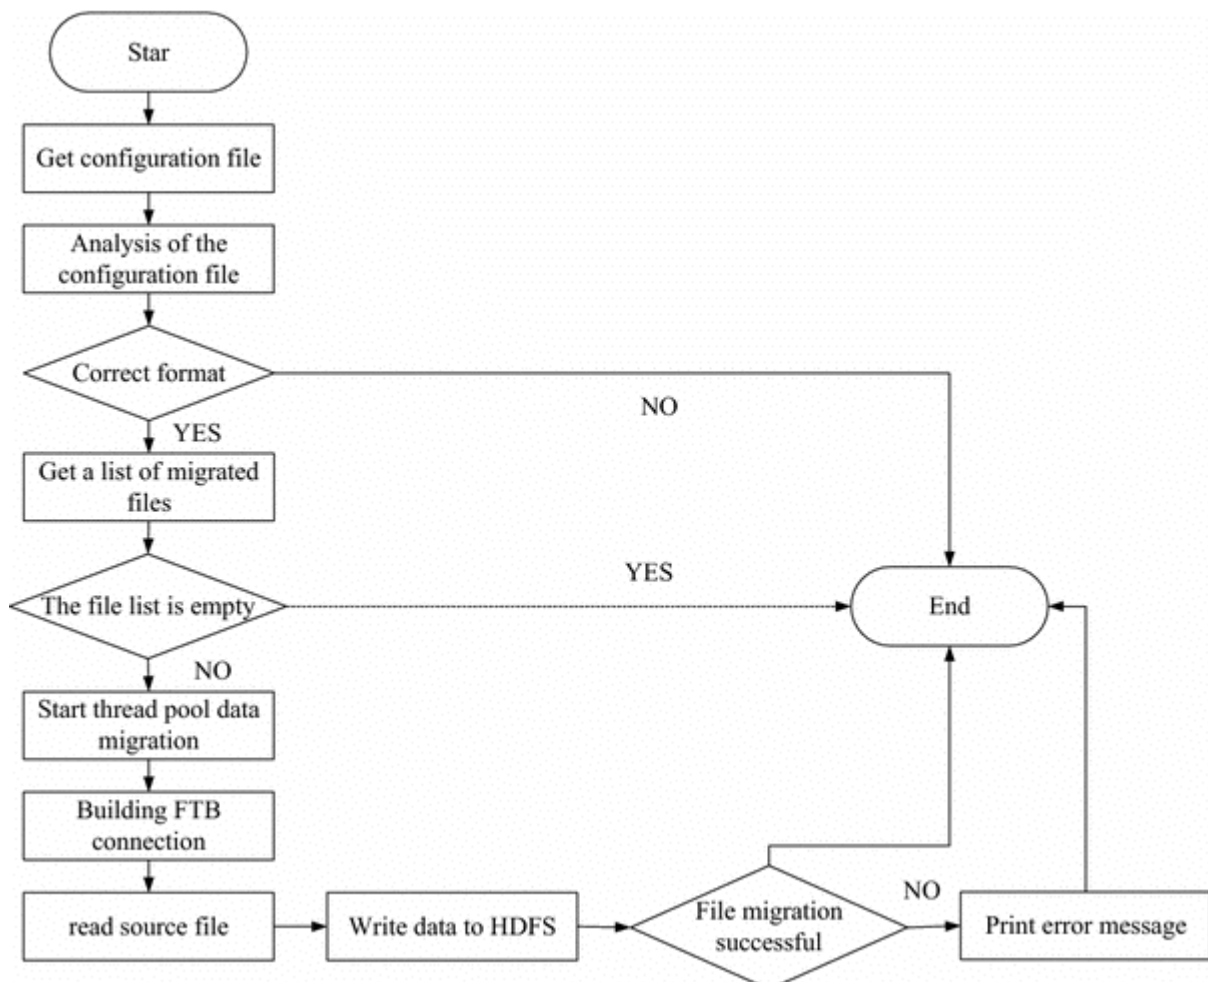 Star
Get configuration file
Analysis of the
configuration file
Correct format
NO
YES
Get a list of migrated
files
The file list is empty
YES
End
NO
Start thread pool data
migration
Building FTB
connection
read source file
Write data to HDFS
File migration
successful
NO
Print error message